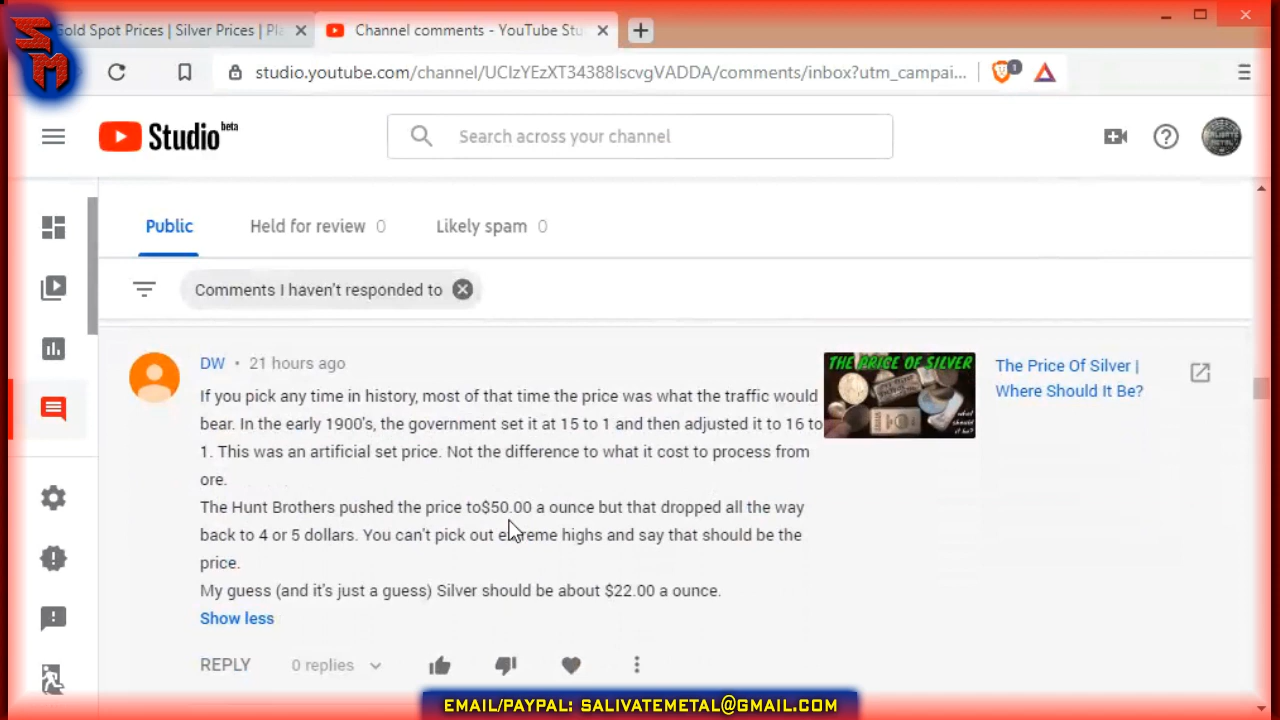 SM
Gold Spot Prices | Silver Prices | Pla
Channel comments - YouTube Stu
studio.youtube.com/channel/UCIzYEzXT34388IscvgVADDA/comments/inbox?utm_campai...
1
Studio beta
Search across your channel
Public
Held for review 0
Likely spam 0
Comments I haven't responded to
DW • 21 hours ago
If you pick any time in history, most of that time the price was what the traffic would
bear. In the early 1900's, the government set it at 15 to 1 and then adjusted it to 16 to
1. This was an artificial set price. Not the difference to what it cost to process from
ore.
The Hunt Brothers pushed the price to$50.00 a ounce but that dropped all the way
back to 4 or 5 dollars. You can't pick out extreme highs and say that should be the
price.
My guess (and it's just a guess) Silver should be about $22.00 a ounce.
Show less
REPLY
0 replies
THE PRICE OF SILVER
what
should
it be?
The Price Of Silver |
Where Should It Be?
EMAIL/PAYPAL: SALIVATEMETAL@GMAIL.COM